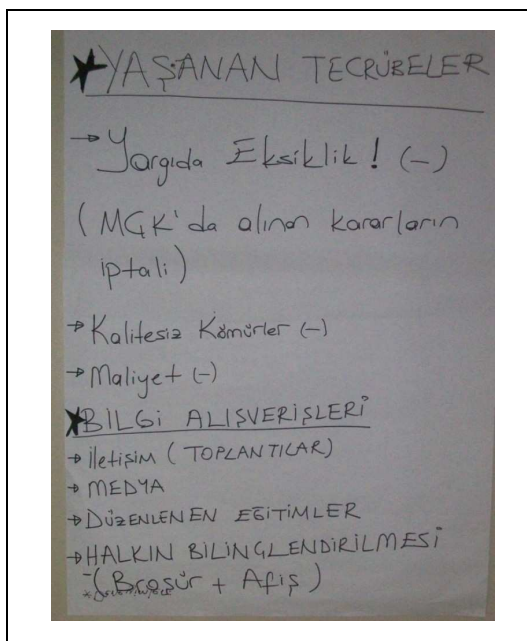 ★YAŞANAN TECRÜBELER
→ Yargıda Eksiklik! (-)
(MGK'da alınan kararların
iptali)
→ Kalitesiz Kömürler (-)
→ Maliyet (-)
★BİLGİ ALIŞVERİŞLERİ
→ İletişim (TOPLANTILAR)
→ MEDYA
→ DÜZENLENEN EĞİTİMLER
→ HALKIN BİLİNÇLENDİRİLMESİ
(Broşür + Afiş)